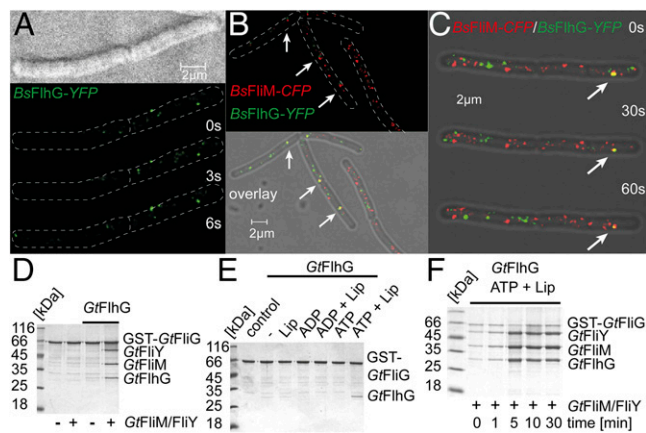 A
2µm
BsFlhG-YFP
0s
3s
6s
B
BsFliM-CFP
BsFlhG-YFP
overlay
2µm
C
BsFliM-CFP/BsFlhG-YFP 0s
2µm
30s
60s
D
[kDa]
GtFlhG
116
66
45
35
25
18
12
GST-GtFliG
GtFliY
GtFliM
GtFlhG
- + - + GtFliM/FliY
E
[kDa]
GtFlhG
control
-
Lip
ADP
ADP + Lip
ATP
ATP + Lip
116
66
45
35
25
18
12
GST-
GtFliG
GtFlhG
F
[kDa]
GtFlhG
ATP + Lip
66
45
35
25
18
GST-GtFliG
GtFliY
GtFliM
GtFlhG
+ + + + + GtFliM/FliY
0 1 5 10 30 time [min]